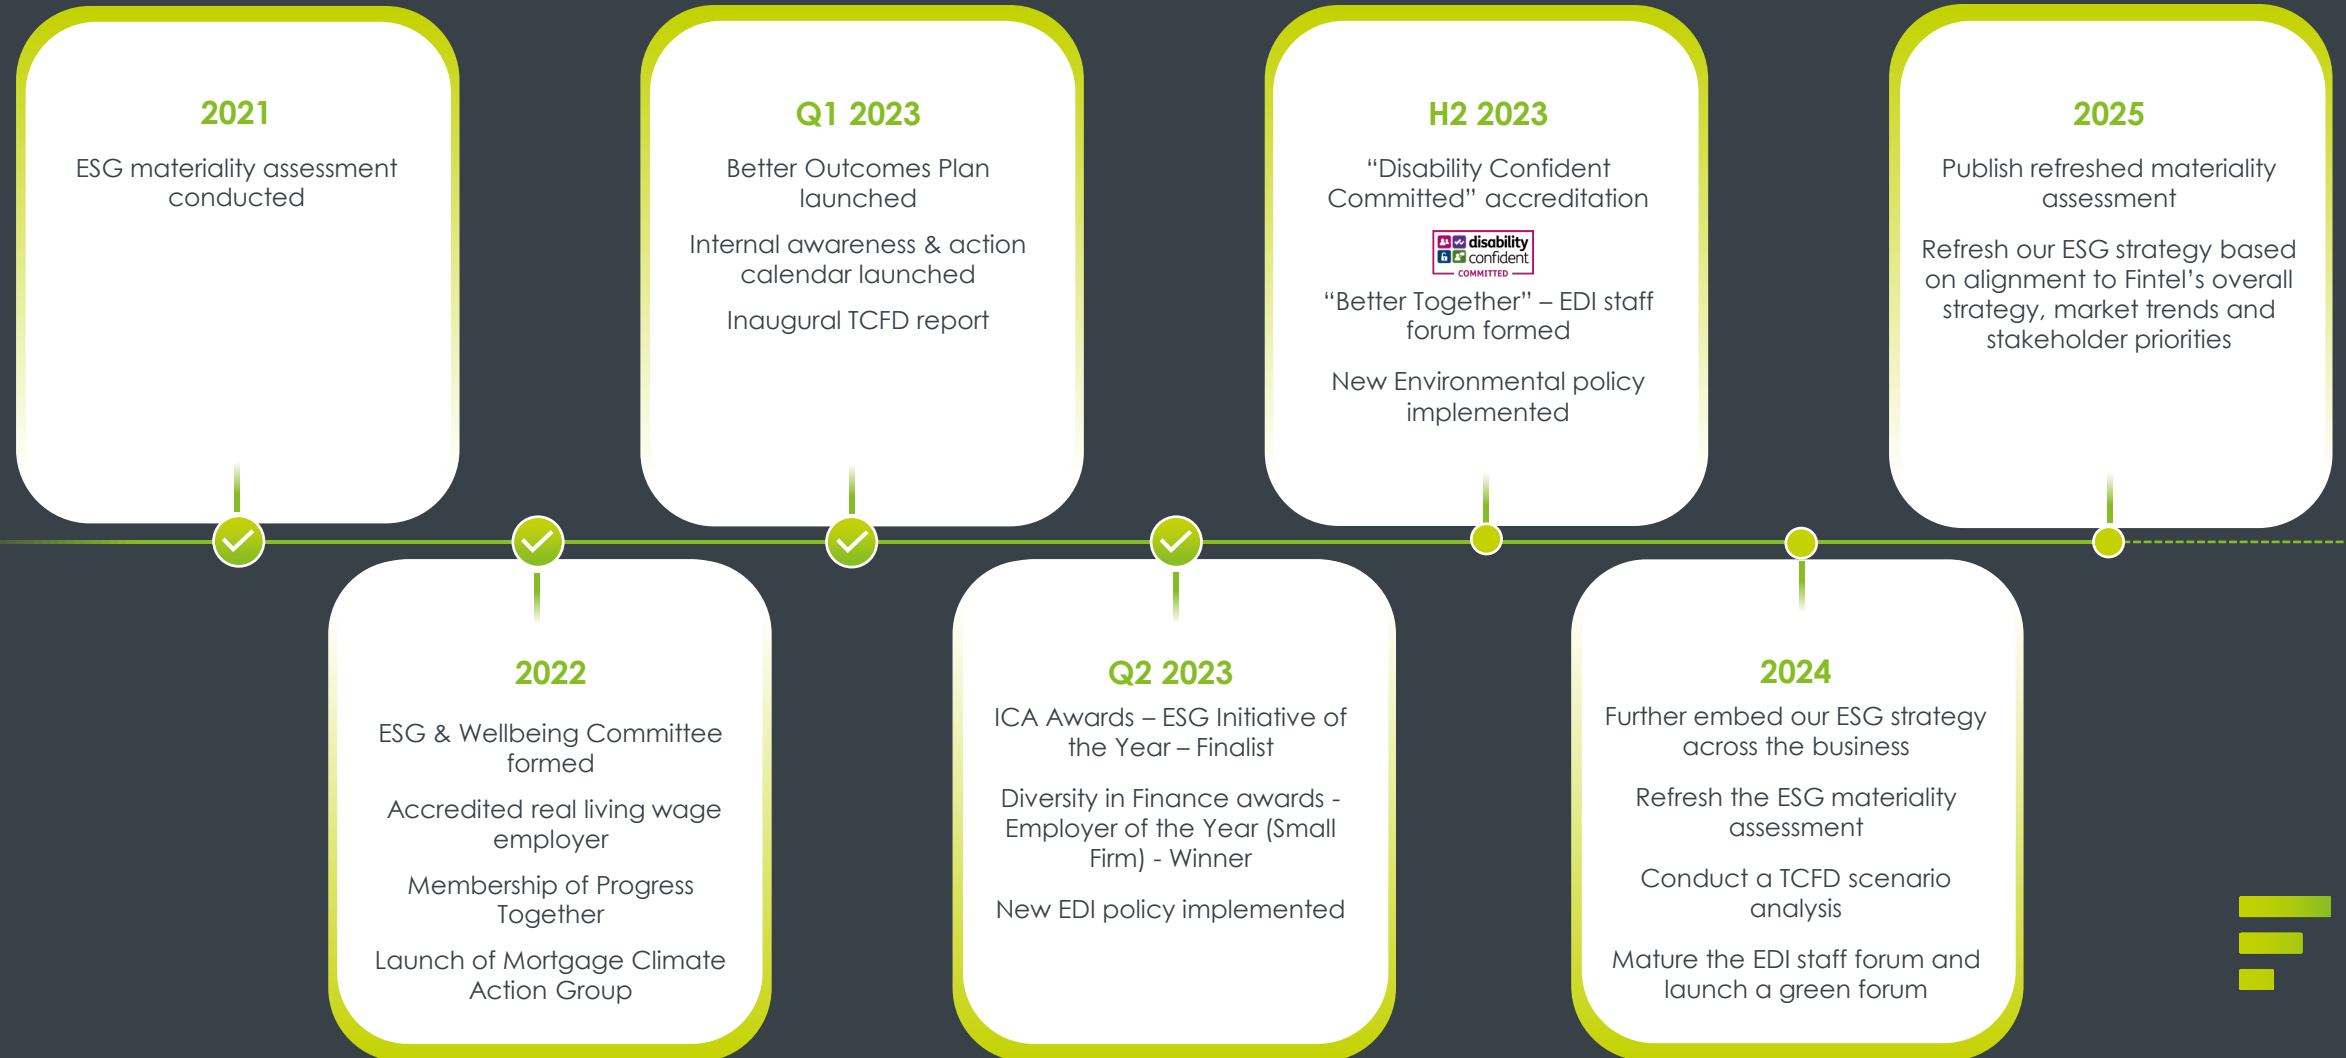 2021
ESG materiality assessment
conducted
Q1 2023
Better Outcomes Plan
launched
Internal awareness & action
calendar launched
Inaugural TCFD report
H2 2023
“Disability Confident
Committed” accreditation
disability
confident
COMMITTED
“Better Together” – EDI staff
forum formed
New Environmental policy
implemented
2025
Publish refreshed materiality
assessment
Refresh our ESG strategy based
on alignment to Fintel’s overall
strategy, market trends and
stakeholder priorities
2022
ESG & Wellbeing Committee
formed
Accredited real living wage
employer
Membership of Progress
Together
Launch of Mortgage Climate
Action Group
Q2 2023
ICA Awards – ESG Initiative of
the Year – Finalist
Diversity in Finance awards -
Employer of the Year (Small
Firm) - Winner
New EDI policy implemented
2024
Further embed our ESG strategy
across the business
Refresh the ESG materiality
assessment
Conduct a TCFD scenario
analysis
Mature the EDI staff forum and
launch a green forum